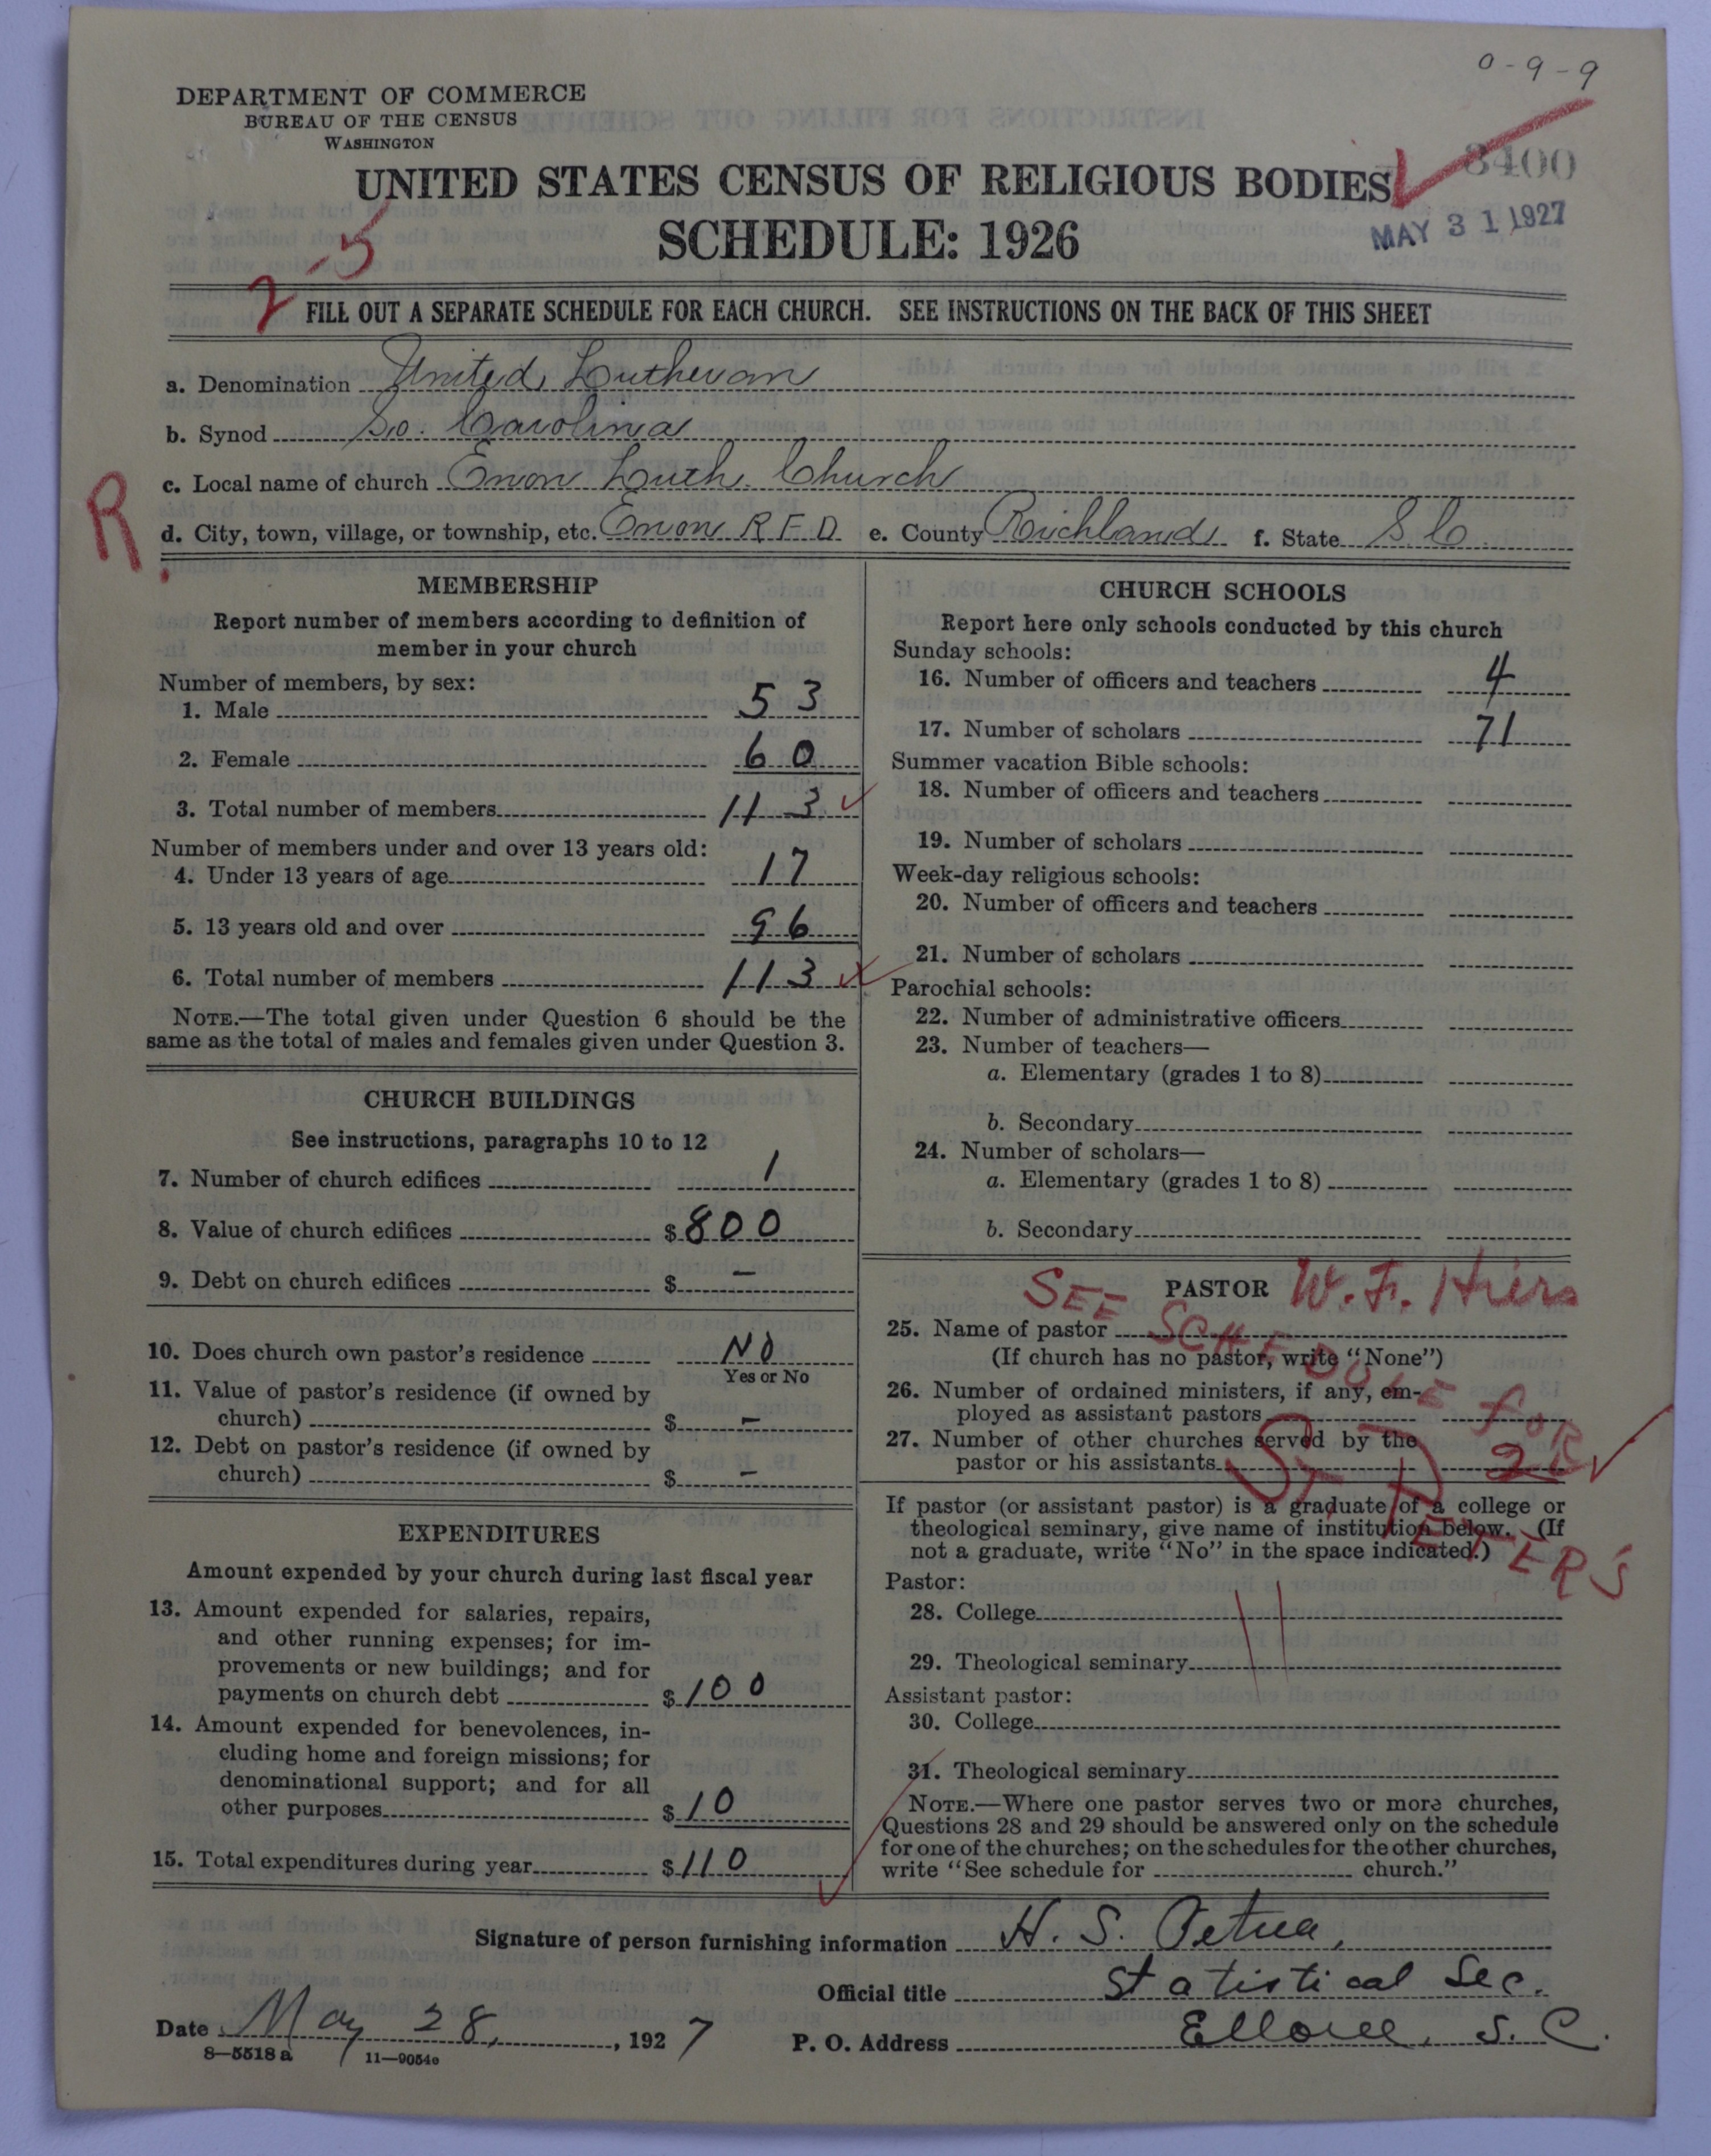 0-9-9
DEPARTMENT OF COMMERCE
BUREAU OF THE CENSUS
WASHINGTON
8400
UNITED STATES CENSUS OF RELIGIOUS BODIES
MAY 31 1927
SCHEDULE: 1926
2-5
FILL OUT A SEPARATE SCHEDULE FOR EACH CHURCH. SEE INSTRUCTIONS ON THE BACK OF THIS SHEET
a. Denomination United Lutheran
b. Synod So. Carolina
c. Local name of church Enon Luth. Church
R.
d. City, town, village, or township, etc. Enon R F D e. County Richland f. State S. C.
MEMBERSHIP
Report number of members according to definition of
member in your church
Number of members, by sex:
1. Male 53
2. Female 60
3. Total number of members 113
Number of members under and over 13 years old:
4. Under 13 years of age 17
5. 13 years old and over 96
6. Total number of members 113
NOTE.—The total given under Question 6 should be the
same as the total of males and females given under Question 3.
CHURCH BUILDINGS
See instructions, paragraphs 10 to 12
7. Number of church edifices 1
8. Value of church edifices $ 800
9. Debt on church edifices $ –
10. Does church own pastor's residence No
Yes or No
11. Value of pastor's residence (if owned by
church) $ –
12. Debt on pastor's residence (if owned by
church) $ –
EXPENDITURES
Amount expended by your church during last fiscal year
13. Amount expended for salaries, repairs,
and other running expenses; for im-
provements or new buildings; and for
payments on church debt $ 100
14. Amount expended for benevolences, in-
cluding home and foreign missions; for
denominational support; and for all
other purposes $ 10
15. Total expenditures during year $ 110
CHURCH SCHOOLS
Report here only schools conducted by this church
Sunday schools:
16. Number of officers and teachers 4
17. Number of scholars 71
Summer vacation Bible schools:
18. Number of officers and teachers
19. Number of scholars
Week-day religious schools:
20. Number of officers and teachers
21. Number of scholars
Parochial schools:
22. Number of administrative officers
23. Number of teachers—
a. Elementary (grades 1 to 8)
b. Secondary
24. Number of scholars—
a. Elementary (grades 1 to 8)
b. Secondary
PASTOR W. F. Hiers
SEE SCHEDULE FOR ST PETER'S
25. Name of pastor
(If church has no pastor, write "None")
26. Number of ordained ministers, if any, em-
ployed as assistant pastors
27. Number of other churches served by the
pastor or his assistants 2
If pastor (or assistant pastor) is a graduate of a college or
theological seminary, give name of institution below. (If
not a graduate, write "No" in the space indicated.)
Pastor:
28. College
29. Theological seminary
Assistant pastor:
30. College
31. Theological seminary
NOTE.—Where one pastor serves two or more churches,
Questions 28 and 29 should be answered only on the schedule
for one of the churches; on the schedules for the other churches,
write "See schedule for church."
Signature of person furnishing information H. S. Petrea,
Official title Statistical Sec.
Date May 28, 1927 P. O. Address Elloree, S. C.
8—5518 a 11—9054c